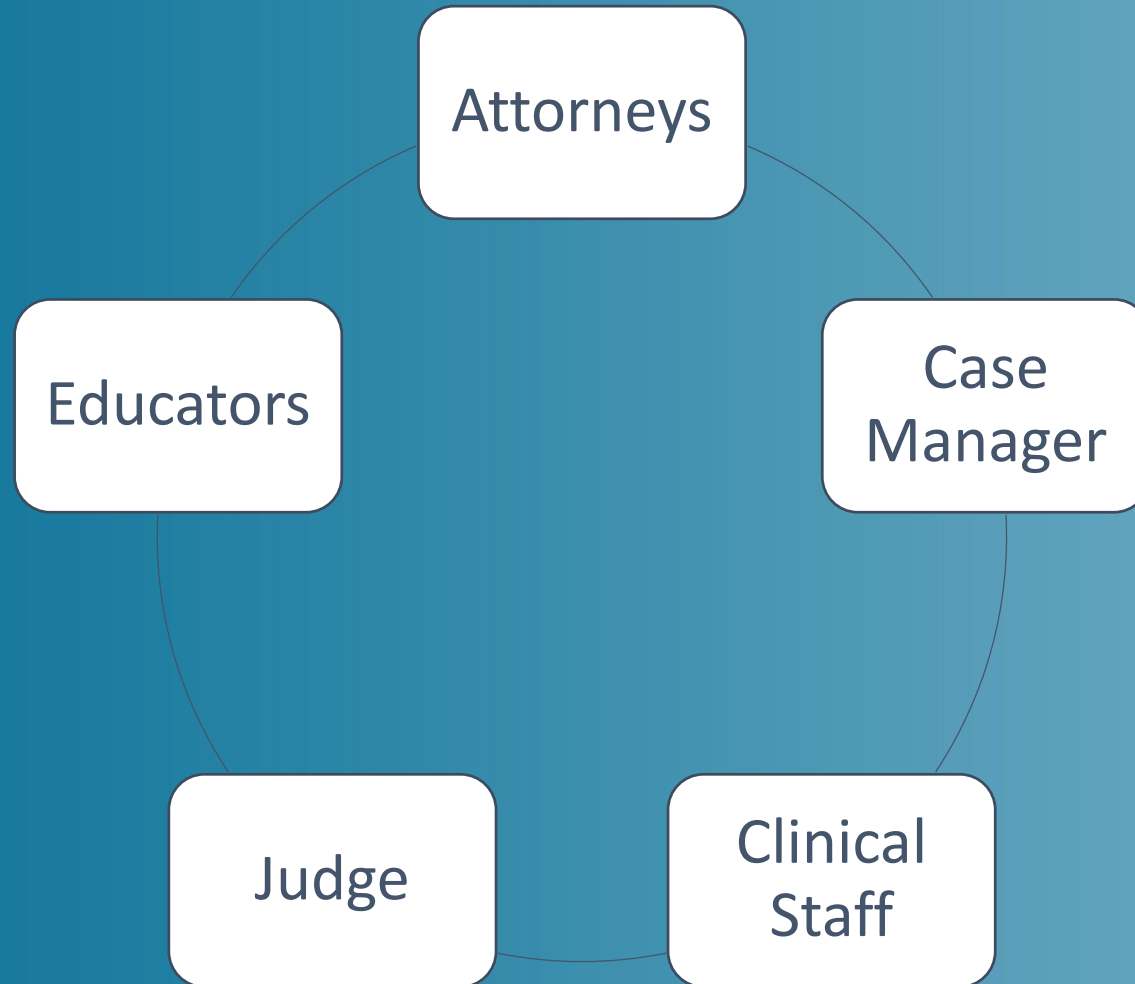 Attorneys
Educators
Case
Manager
Judge
Clinical
Staff